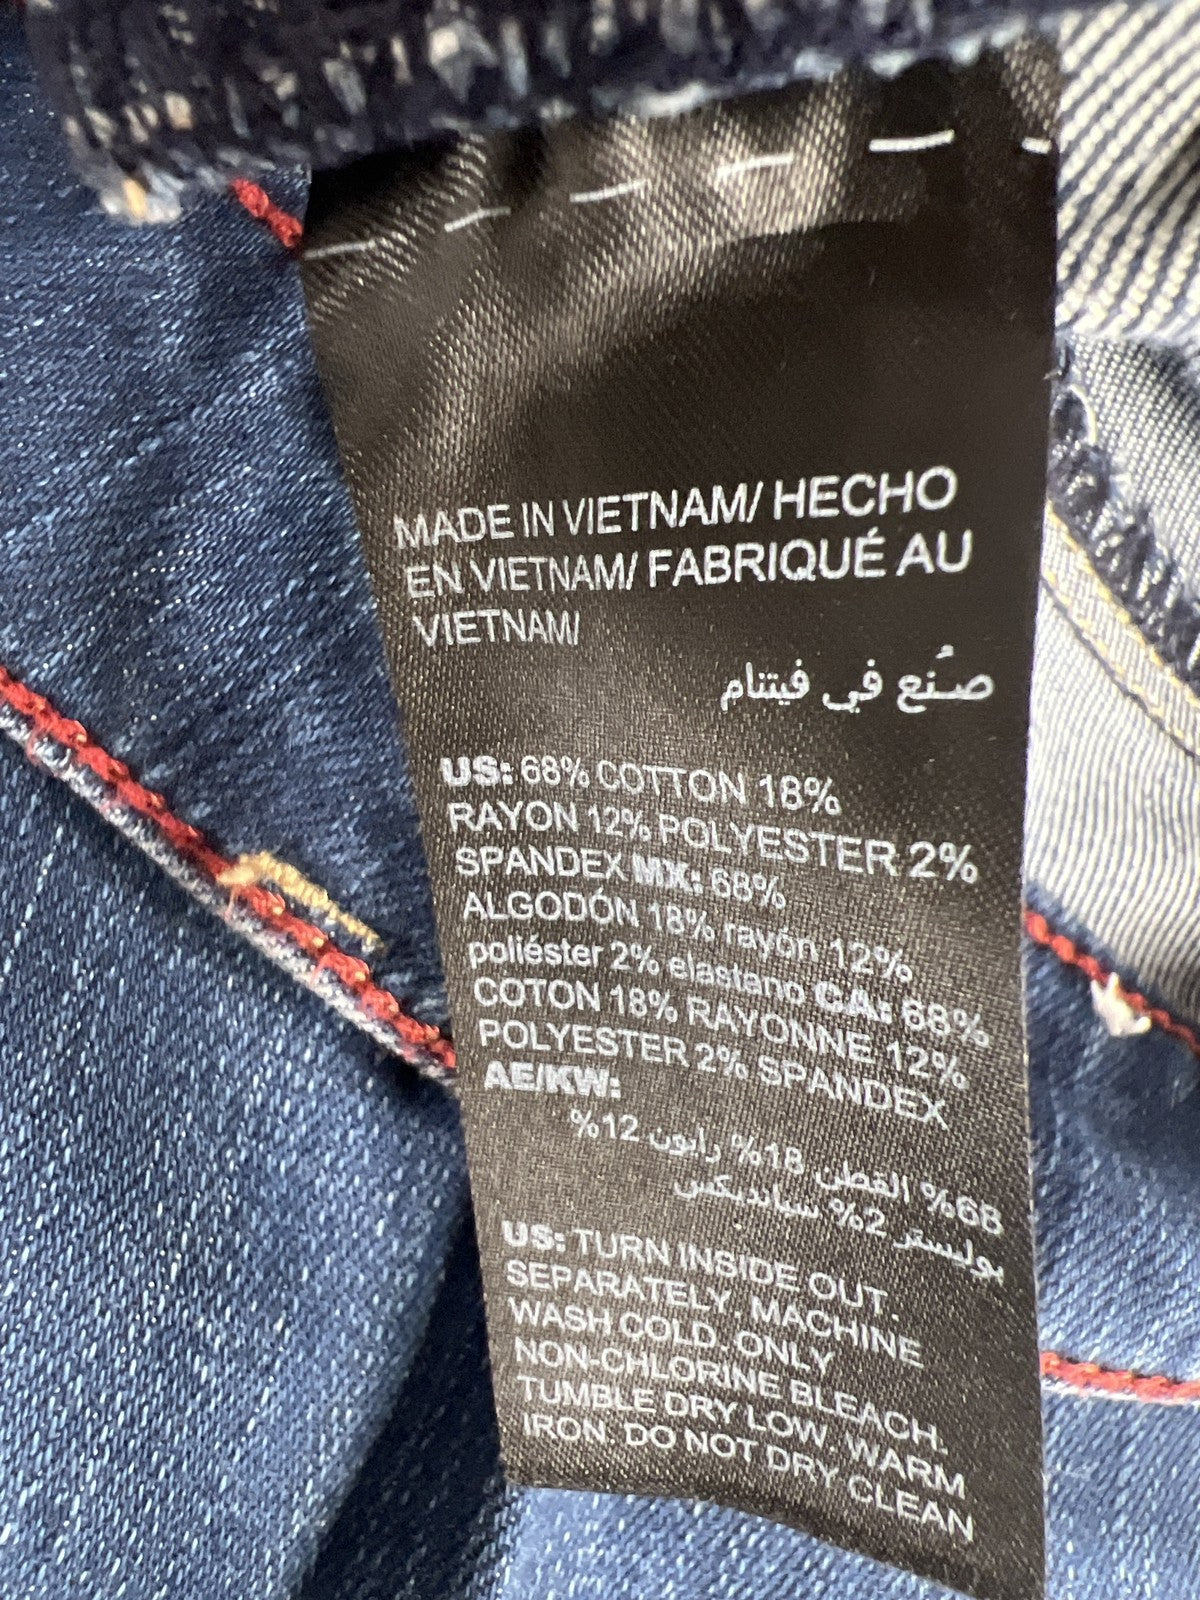 MADE IN VIETNAM/ HECHO
EN VIETNAM/ FABRIQUÉ AU
VIETNAM/
صُنع في فيتنام
US: 68% COTTON 18%
RAYON 12% POLYESTER 2%
SPANDEX MX: 68%
ALGODÓN 18% rayón 12%
poliéster 2% elastano CA: 68%
COTON 18% RAYONNE 12%
POLYESTER 2% SPANDEX
AE/KW:
68% القطن 18% رايون 12%
بوليستر 2% سبانديكس
US: TURN INSIDE OUT.
SEPARATELY. MACHINE
WASH COLD. ONLY
NON-CHLORINE BLEACH.
TUMBLE DRY LOW. WARM
IRON. DO NOT DRY CLEAN